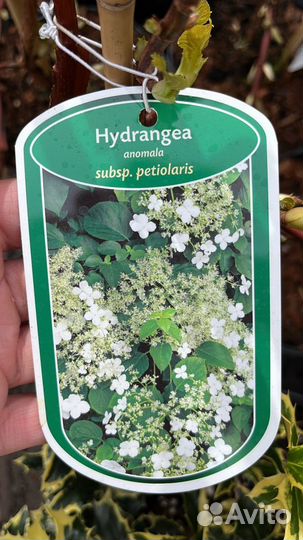 Hydrangea
anomala
subsp. petiolaris
Avito